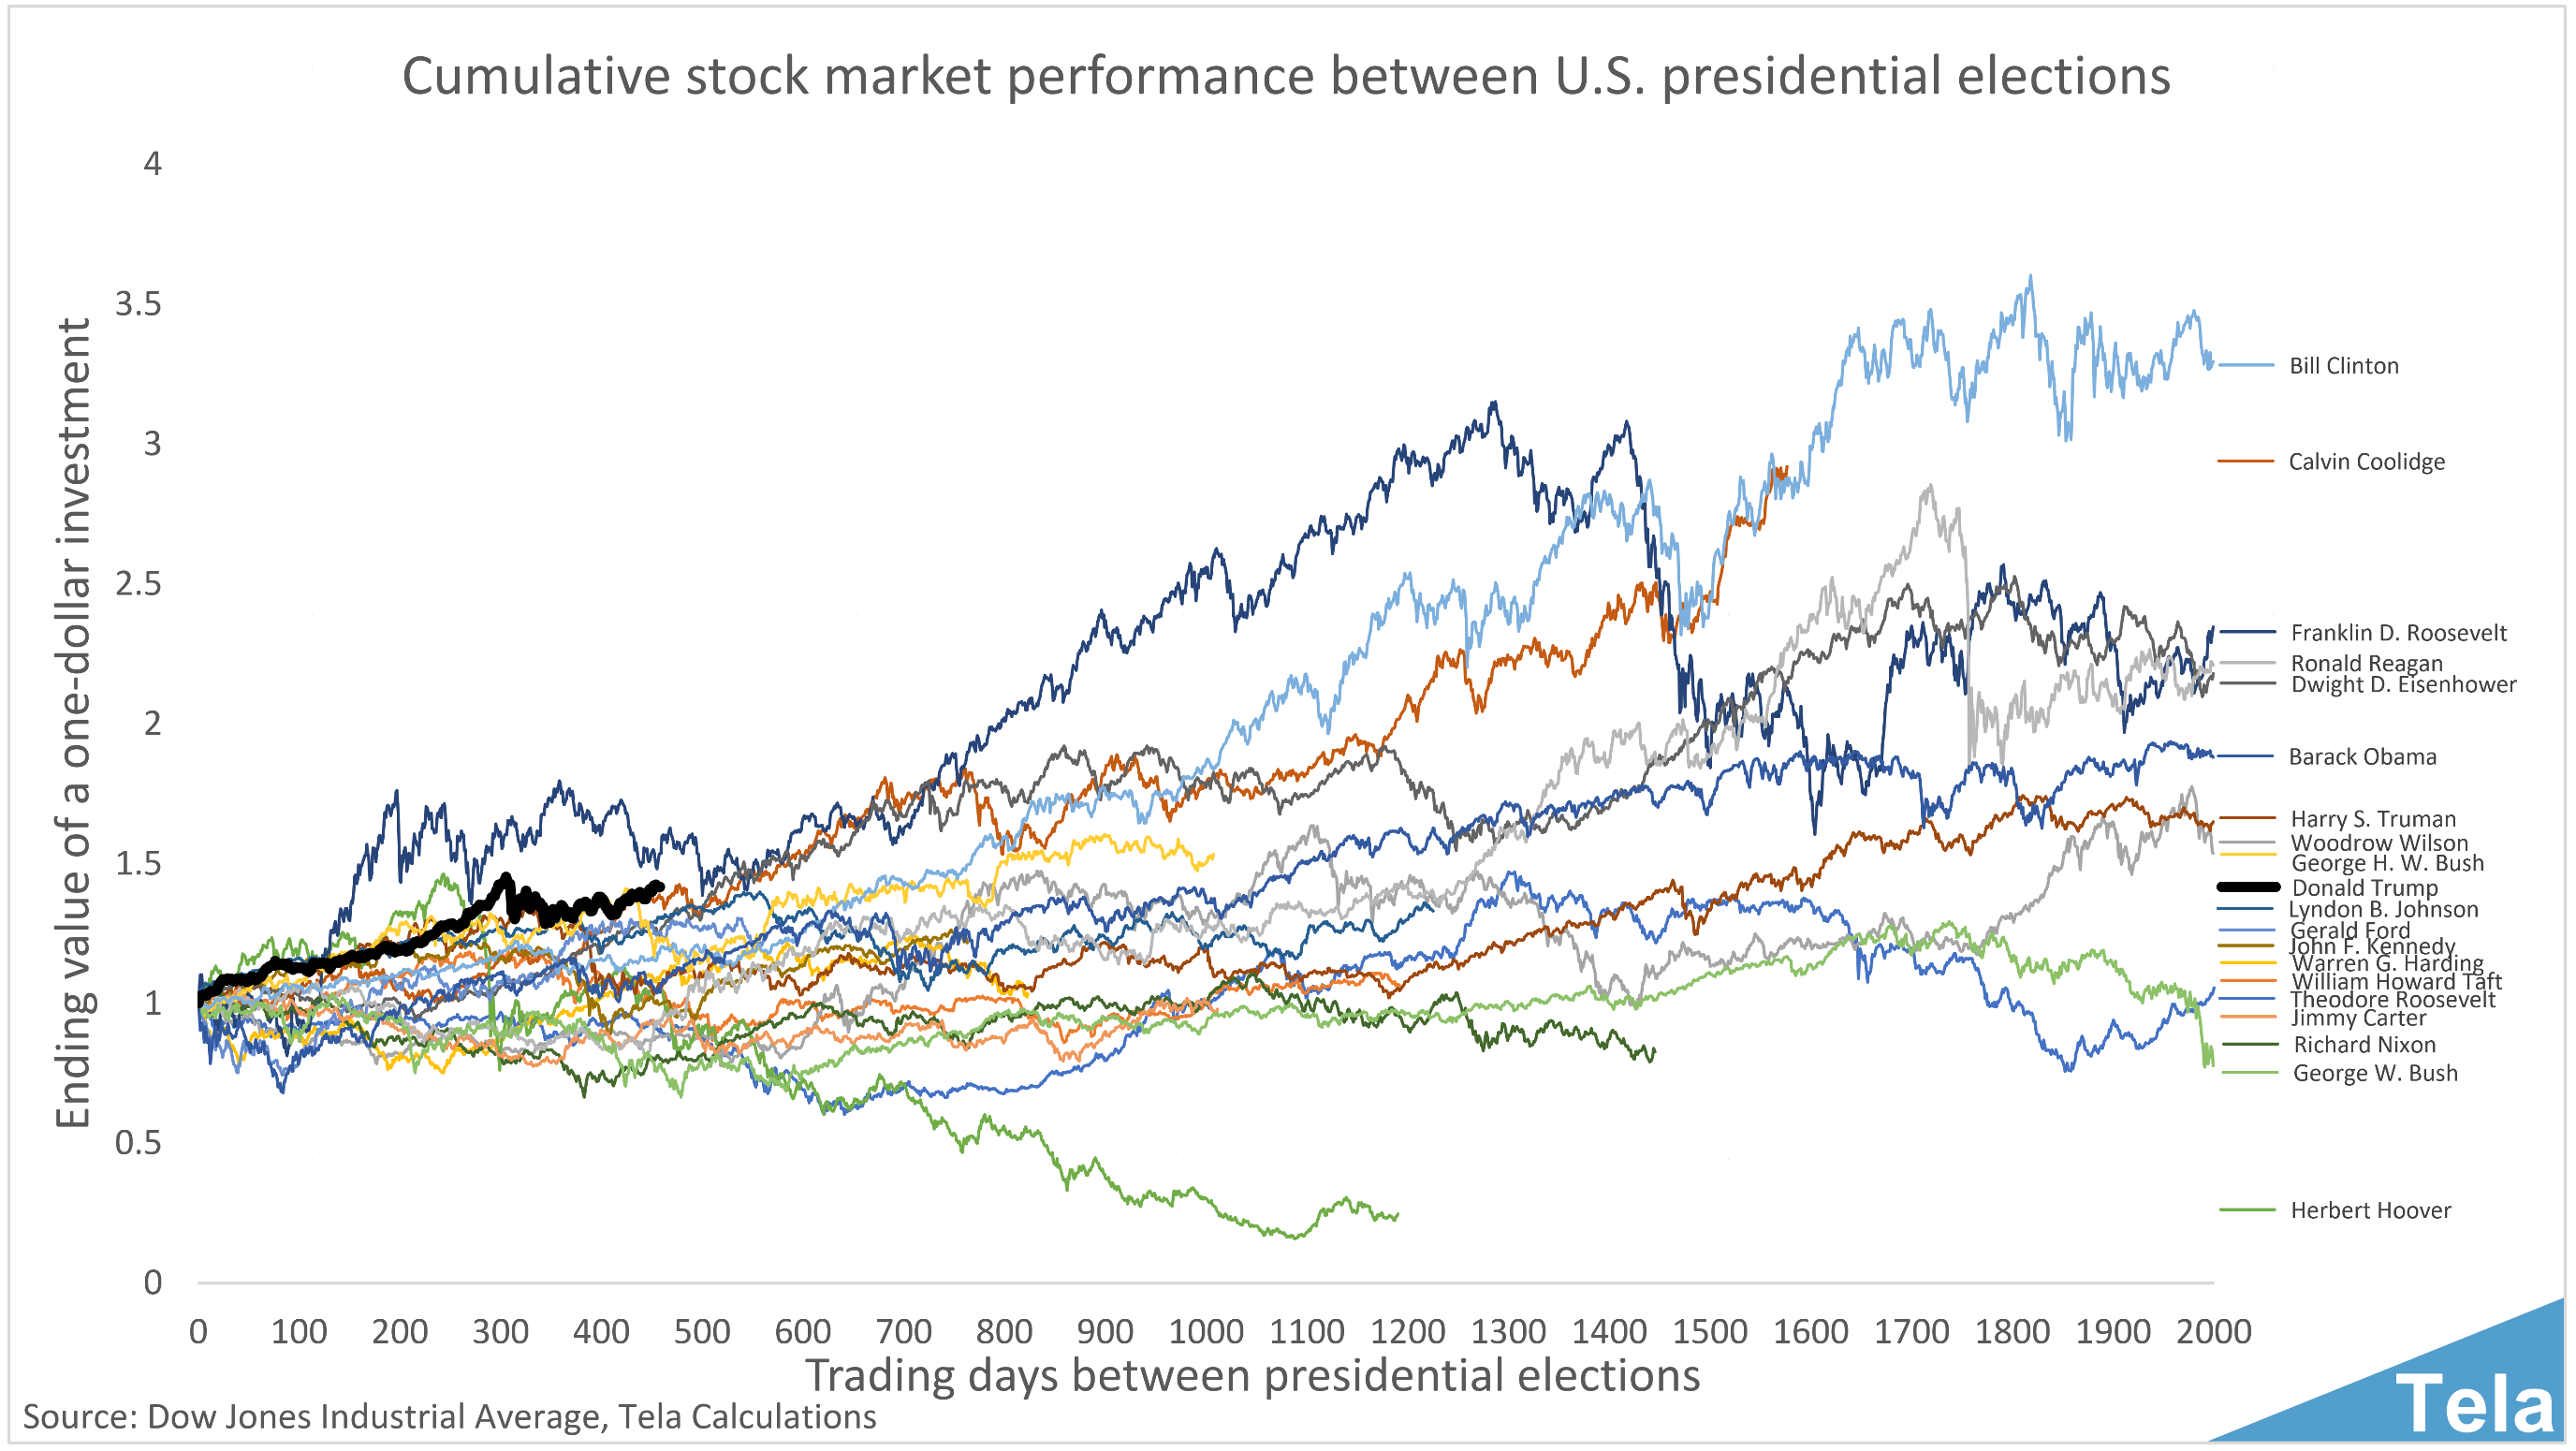 Cumulative stock market performance between U.S. presidential elections
Ending value of a one-dollar investment
4
3.5
3
2.5
2
1.5
1
0.5
0
Bill Clinton
Calvin Coolidge
Franklin D. Roosevelt
Ronald Reagan
Dwight D. Eisenhower
Barack Obama
Harry S. Truman
Woodrow Wilson
George H. W. Bush
Donald Trump
Lyndon B. Johnson
Gerald Ford
John F. Kennedy
Warren G. Harding
William Howard Taft
Theodore Roosevelt
Jimmy Carter
Richard Nixon
George W. Bush
Herbert Hoover
0 100 200 300 400 500 600 700 800 900 1000 1100 1200 1300 1400 1500 1600 1700 1800 1900 2000
Trading days between presidential elections
Source: Dow Jones Industrial Average, Tela Calculations
Tela